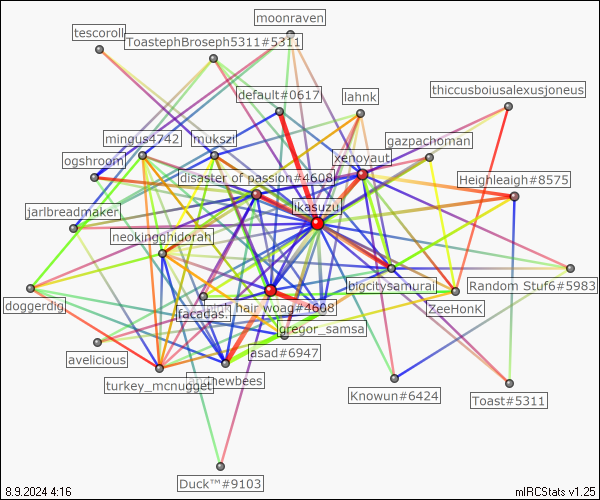 moonraven
tescoroll
ToastephBroseph5311#5311
thiccusboiusalexusjoneus
default#0617
lahnk
mingus4742
mukszi
gazpachoman
xenoyaut
ogshroom
disaster of passion#4608
Heighleaigh#8575
ikasuzu
jarlbreadmaker
neokingghidorah
bigcitysamurai
Random Stuf6#5983
doggerdig
hair woag#4608
ZeeHonK
facadas.
gregor_samsa
avelicious
asad#6947
turkey_mcnugget
Knowun#6424
Toast#5311
Duck™#9103
8.9.2024 4:16
mIRCStats v1.25